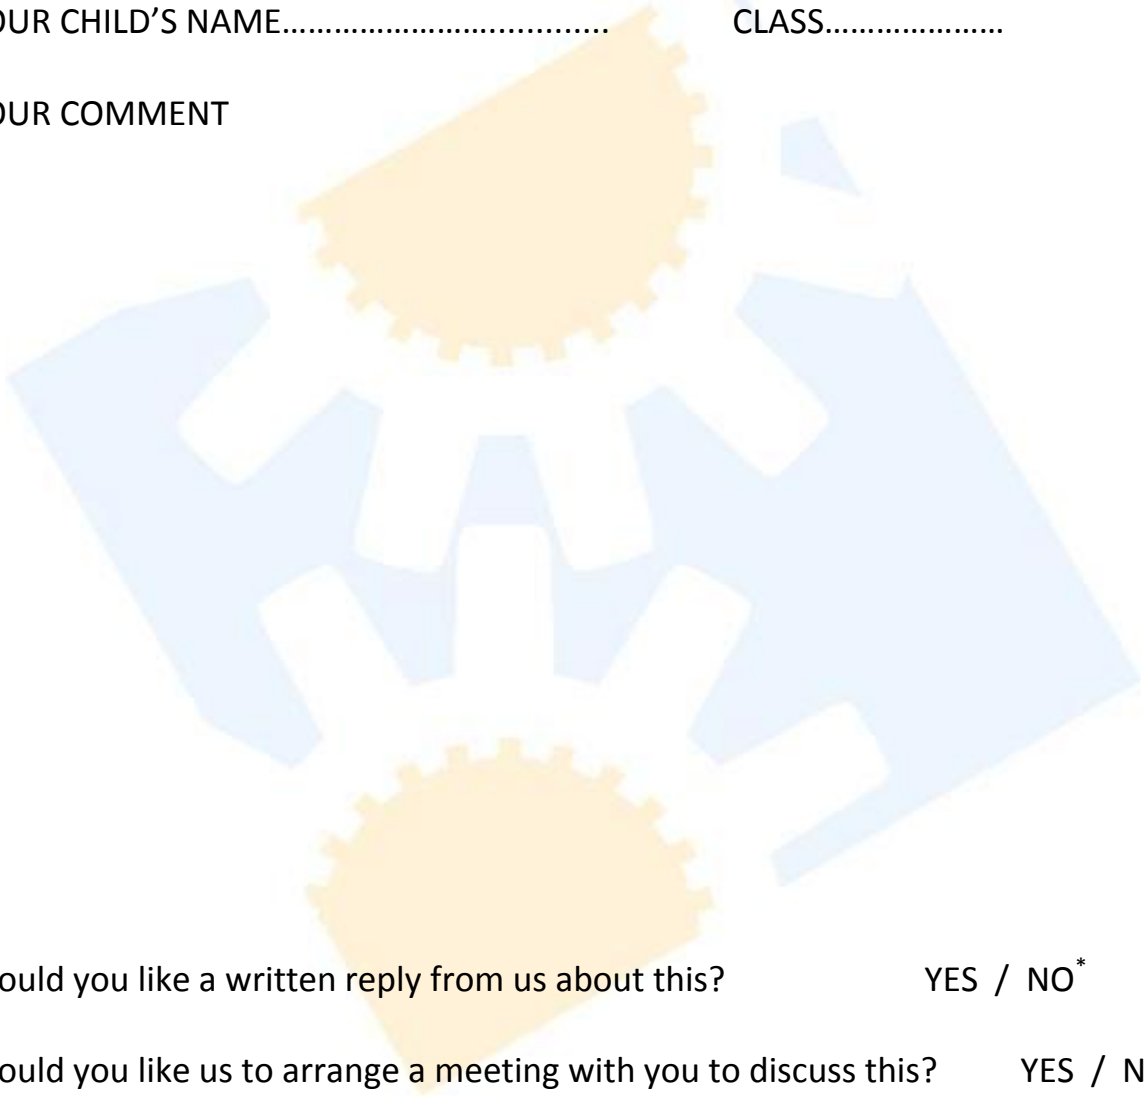 OUR CHILD'S NAME…………………….............. CLASS…………………
OUR COMMENT
ould you like a written reply from us about this? YES / NO*
ould you like us to arrange a meeting with you to discuss this? YES / N